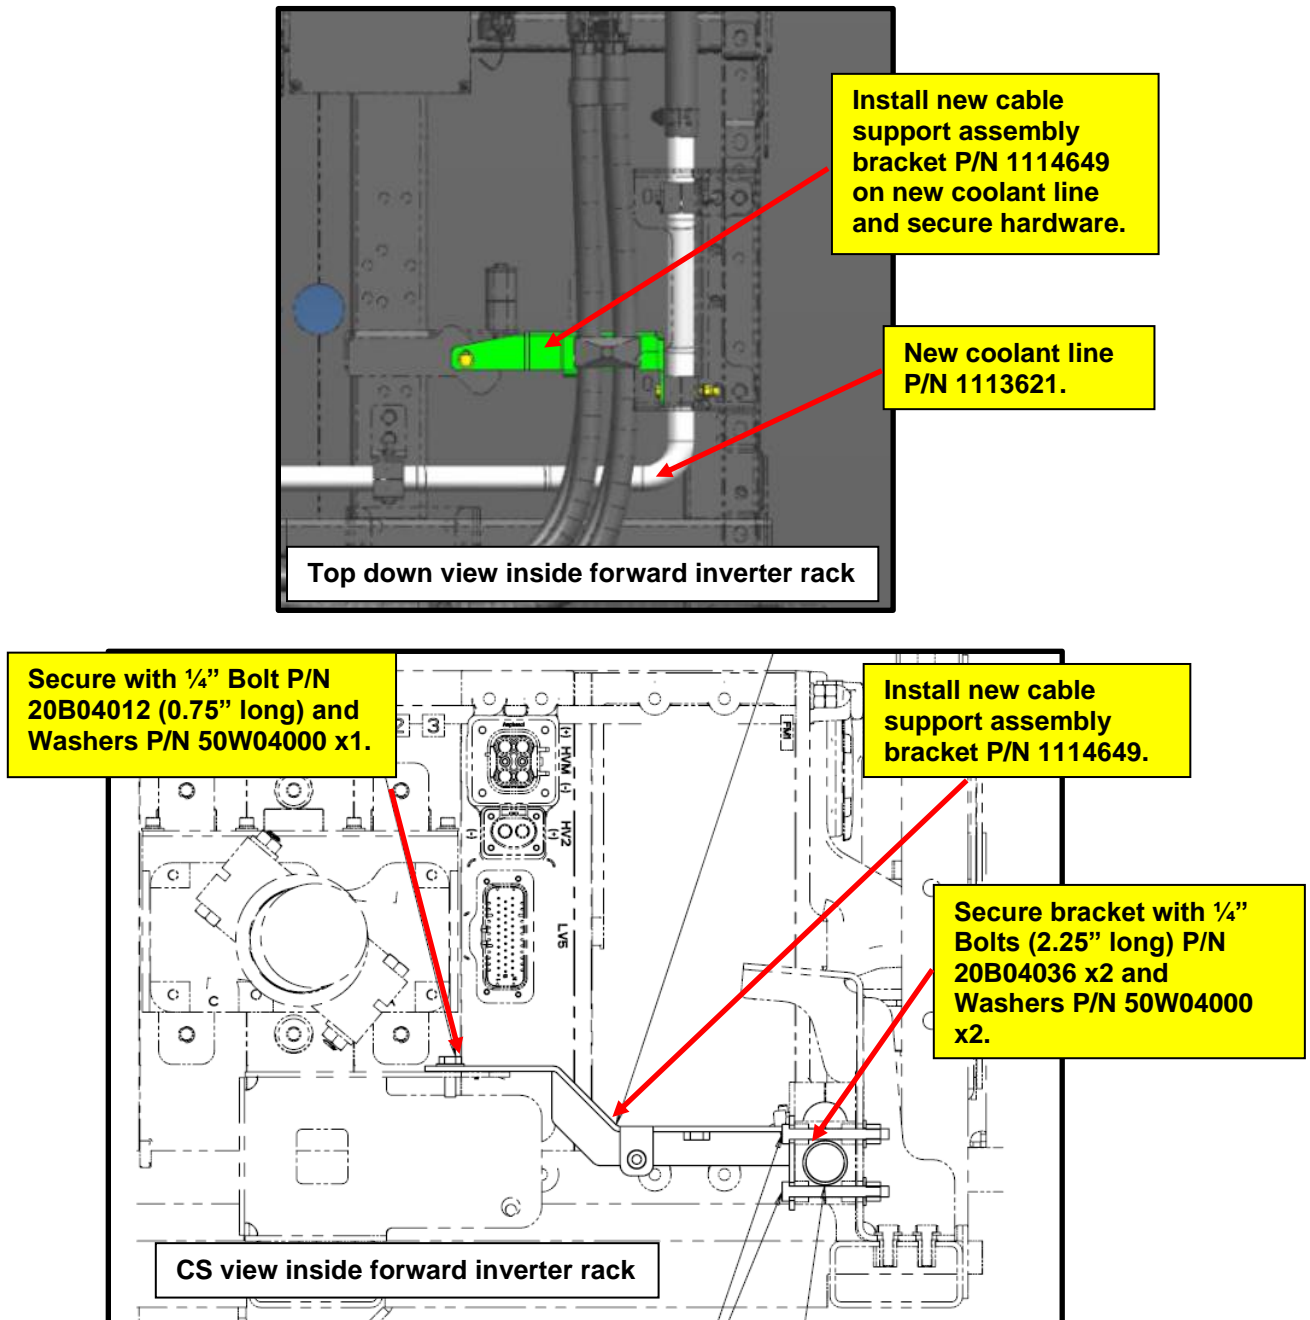 Install new cable
support assembly
bracket P/N 1114649
on new coolant line
and secure hardware.
New coolant line
P/N 1113621.
Top down view inside forward inverter rack
Secure with ¼” Bolt P/N
20B04012 (0.75” long) and
Washers P/N 50W04000 x1.
2 3
(+) HVM (-)
(-) HV2 (+)
LV5
PM1
Install new cable
support assembly
bracket P/N 1114649.
Secure bracket with ¼”
Bolts (2.25” long) P/N
20B04036 x2 and
Washers P/N 50W04000
x2.
CS view inside forward inverter rack